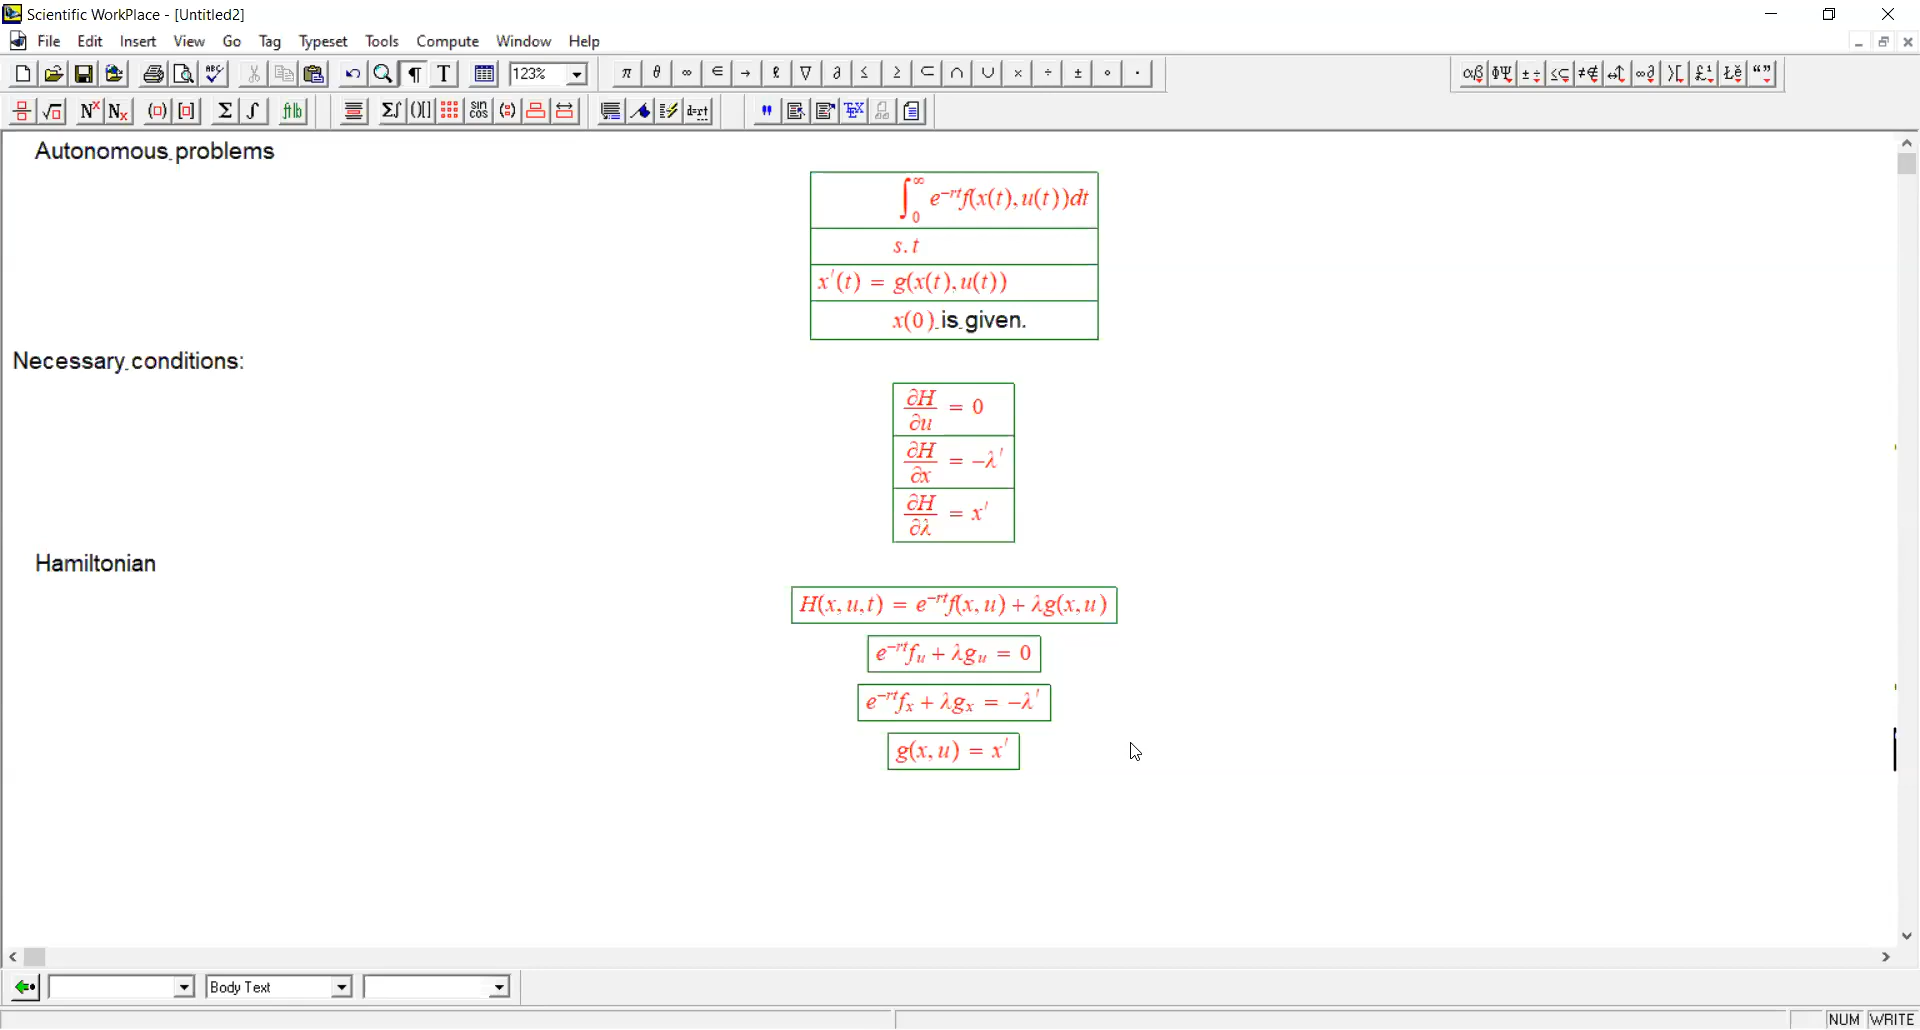 Scientific WorkPlace - [Untitled2]
File Edit Insert View Go Tag Typeset Tools Compute Window Help
123% π θ ∞ ∈ → ℓ ∇ ∂ ≤ ≥ ⊂ ∩ ∪ × ÷ ± ∘ ·
Autonomous problems
∫_0^∞ e^{-rt}f(x(t),u(t))dt
s.t
x′(t) = g(x(t),u(t))
x(0) is given.
Necessary conditions:
∂H/∂u = 0
∂H/∂x = −λ′
∂H/∂λ = x′
Hamiltonian
H(x,u,t) = e^{-rt}f(x,u) + λg(x,u)
e^{-rt}f_u + λg_u = 0
e^{-rt}f_x + λg_x = −λ′
g(x,u) = x′
Body Text
NUM WRITE